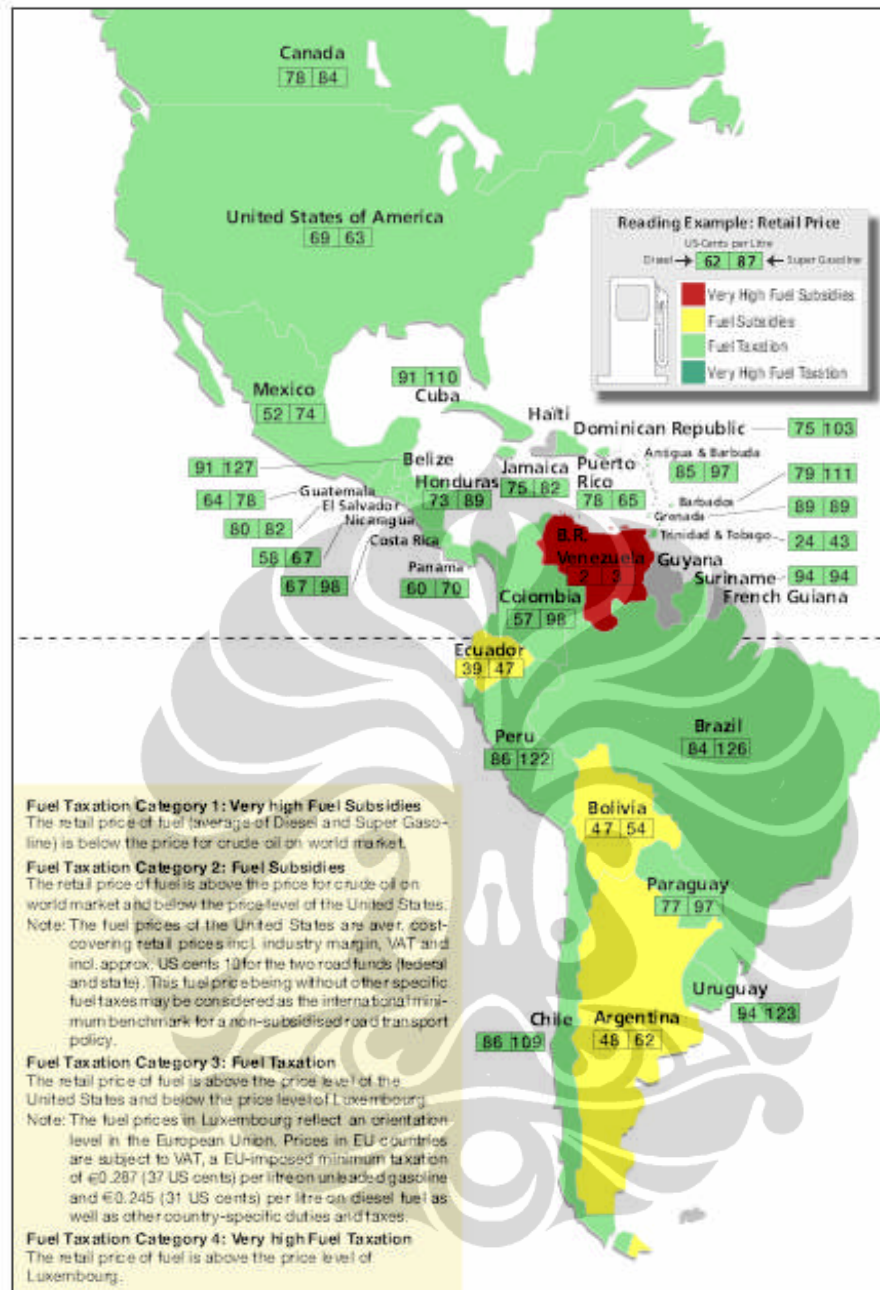 Canada
78 84
United States of America
69 63
Reading Example: Retail Price
US-Cents per Litre
Diesel 62 87 Super Gasoline
Very High Fuel Subsidies
Fuel Subsidies
Fuel Taxation
Very High Fuel Taxation
Mexico
52 74
91 110
Cuba
Haïti
Dominican Republic 75 103
91 127 Belize
Jamaica
75 82
Puerto
Rico
78 65
Antigua & Barbuda
85 97
79 111
Barbados
64 78 Guatemala
Honduras
73 89
El Salvador
80 82
Grenada 89 89
Nicaragua
58 67
Trinidad & Tobago 24 43
Costa Rica
67 98
Panama
60 70
B.R.
Venezuela
2 3
Guyana
Suriname 94 94
French Guiana
Colombia
57 98
Ecuador
39 47
Peru
86 122
Brazil
84 126
Bolivia
47 54
Paraguay
77 97
Uruguay
94 123
Chile
86 109
Argentina
48 62
Fuel Taxation Category 1: Very high Fuel Subsidies
The retail price of fuel (average of Diesel and Super Gaso-
line) is below the price for crude oil on world market.
Fuel Taxation Category 2: Fuel Subsidies
The retail price of fuel is above the price for crude oil on
world market and below the price level of the United States.
Note: The fuel prices of the United States are aver. cost-
covering retail prices incl. industry margin, VAT and
incl. approx. US cents 10 for the two road funds (federal
and state). This fuel price being without other specific
fuel taxes may be considered as the international mini-
mum benchmark for a non-subsidised road transport
policy.
Fuel Taxation Category 3: Fuel Taxation
The retail price of fuel is above the price level of the
United States and below the price level of Luxembourg.
Note: The fuel prices in Luxembourg reflect an orientation
level in the European Union. Prices in EU countries
are subject to VAT, a EU-imposed minimum taxation
of €0.287 (37 US cents) per litre on unleaded gasoline
and €0.245 (31 US cents) per litre on diesel fuel as
well as other country-specific duties and taxes.
Fuel Taxation Category 4: Very high Fuel Taxation
The retail price of fuel is above the price level of
Luxembourg.